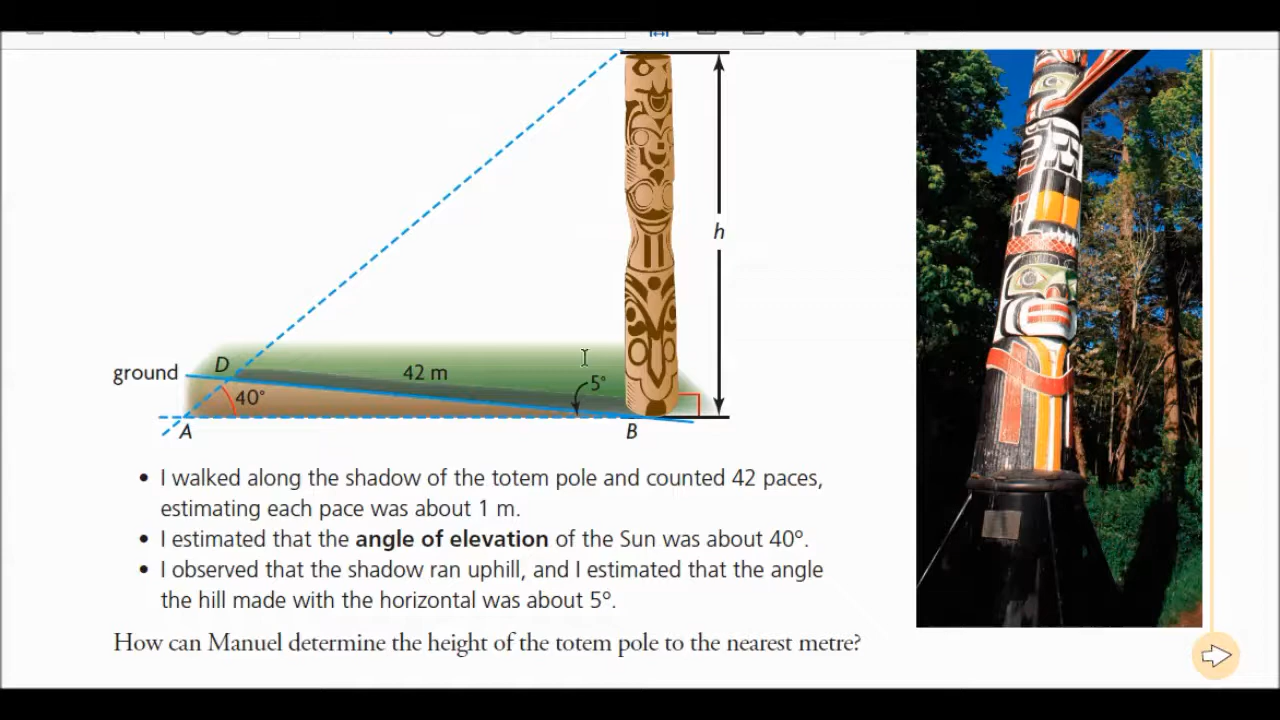 h
ground
D
42 m
5°
40°
A
B
• I walked along the shadow of the totem pole and counted 42 paces,
estimating each pace was about 1 m.
• I estimated that the angle of elevation of the Sun was about 40°.
• I observed that the shadow ran uphill, and I estimated that the angle
the hill made with the horizontal was about 5°.
How can Manuel determine the height of the totem pole to the nearest metre?